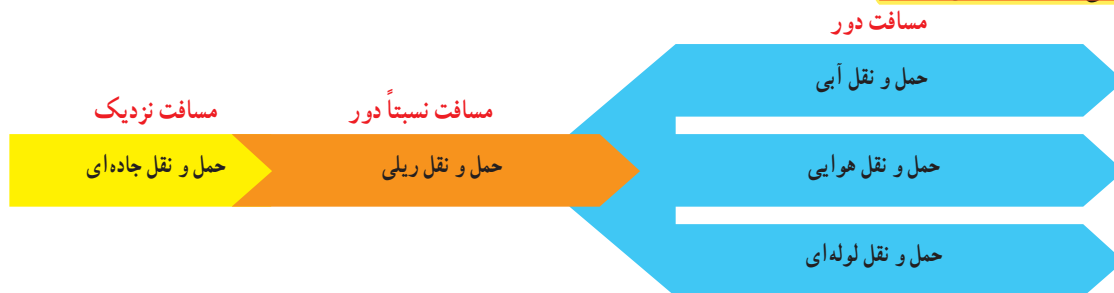 مسافت دور
حمل و نقل آبی
مسافت نسبتاً دور
مسافت نزدیک
حمل و نقل هوایی
حمل و نقل ریلی
حمل و نقل جاده‌ای
حمل و نقل لوله‌ای